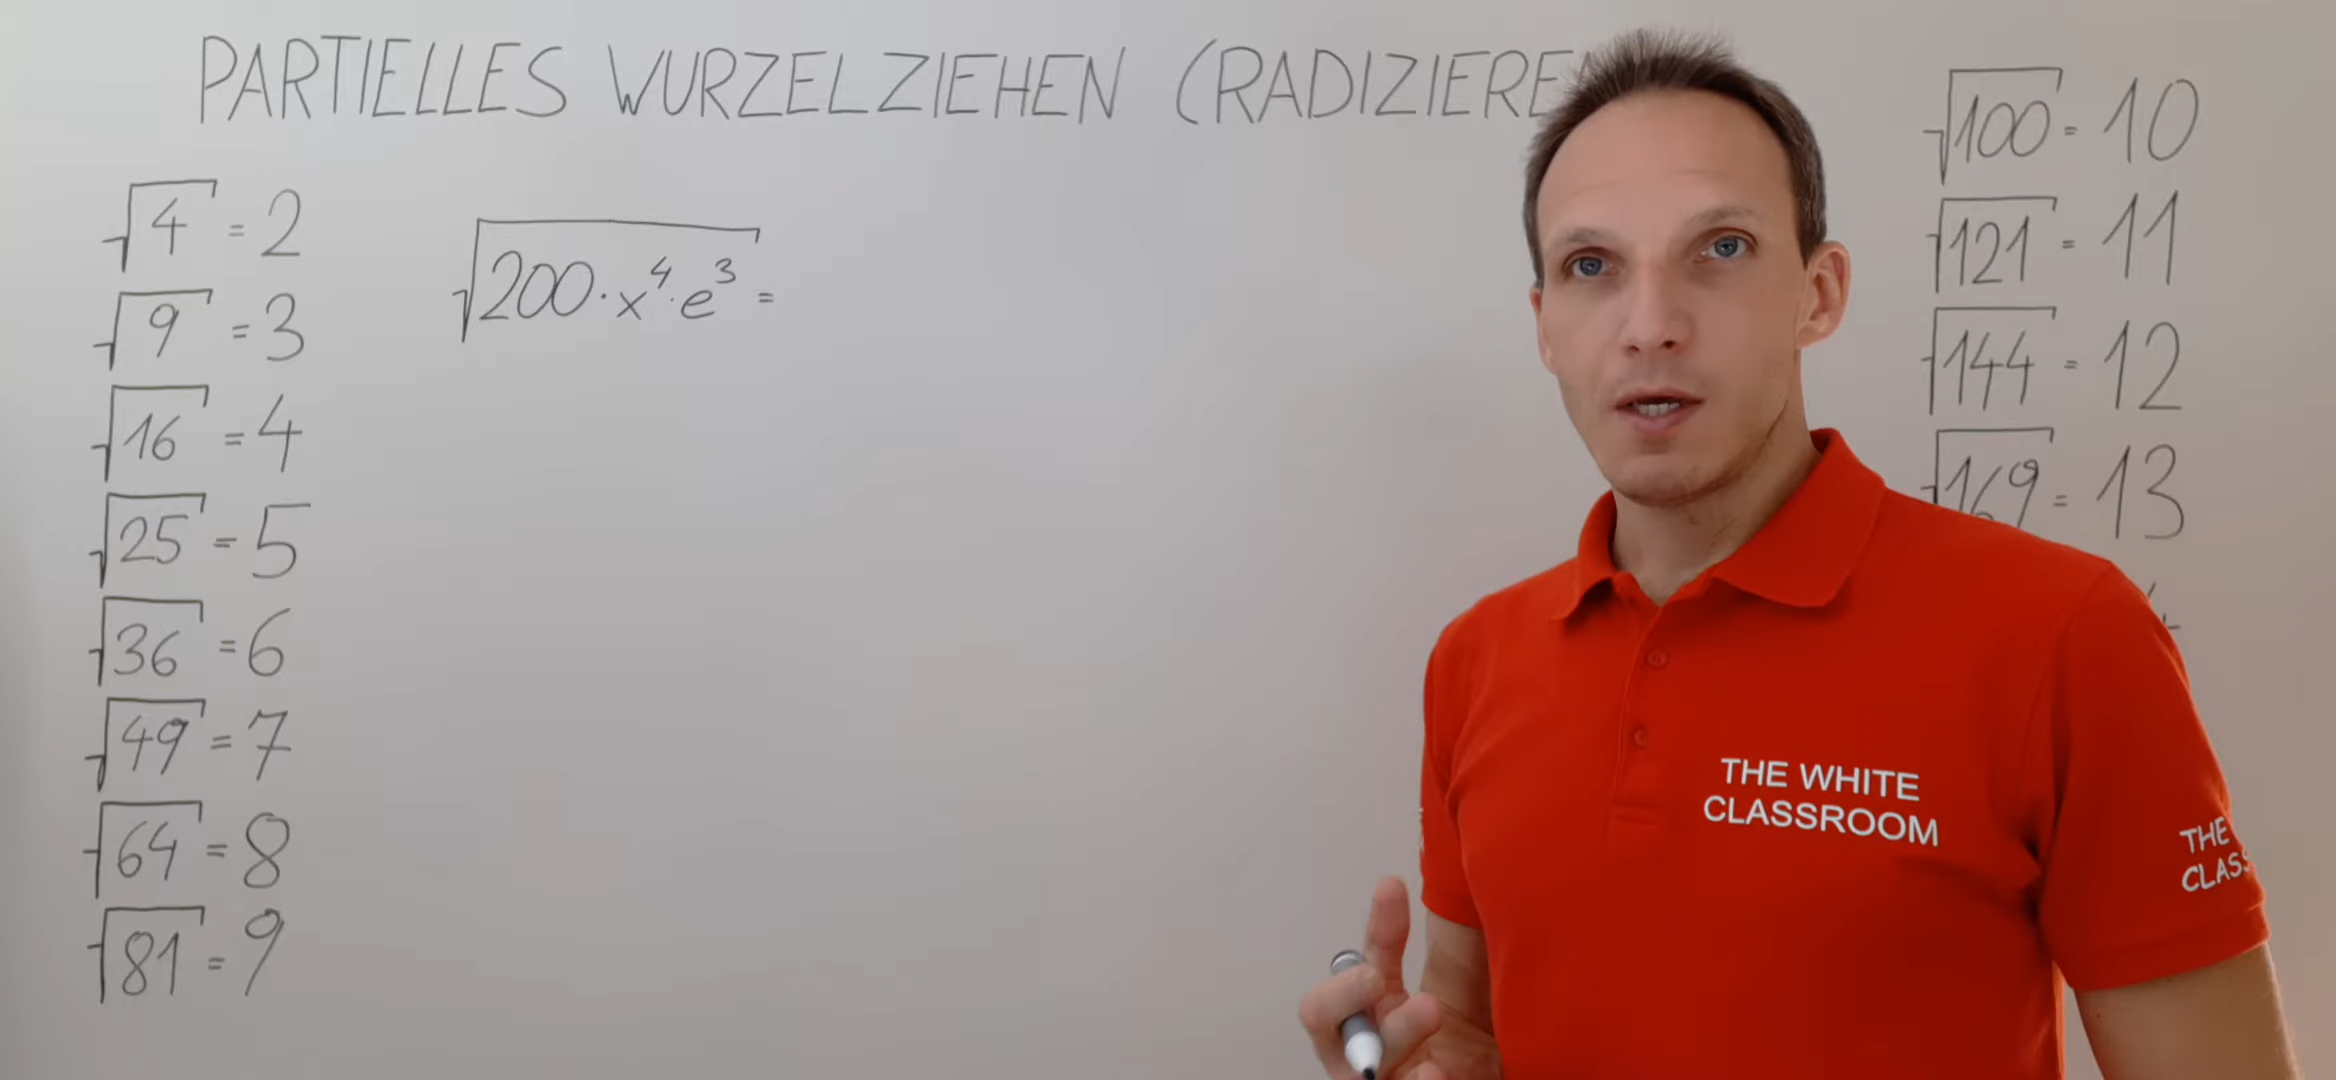 PARTIELLES WURZELZIEHEN (RADIZIERE
√4 = 2
√9 = 3
√16 = 4
√25 = 5
√36 = 6
√49 = 7
√64 = 8
√81 = 9
√200·x⁴·e³ =
√100 = 10
√121 = 11
√144 = 12
√169 = 13
THE WHITE
CLASSROOM
THE
CLASS